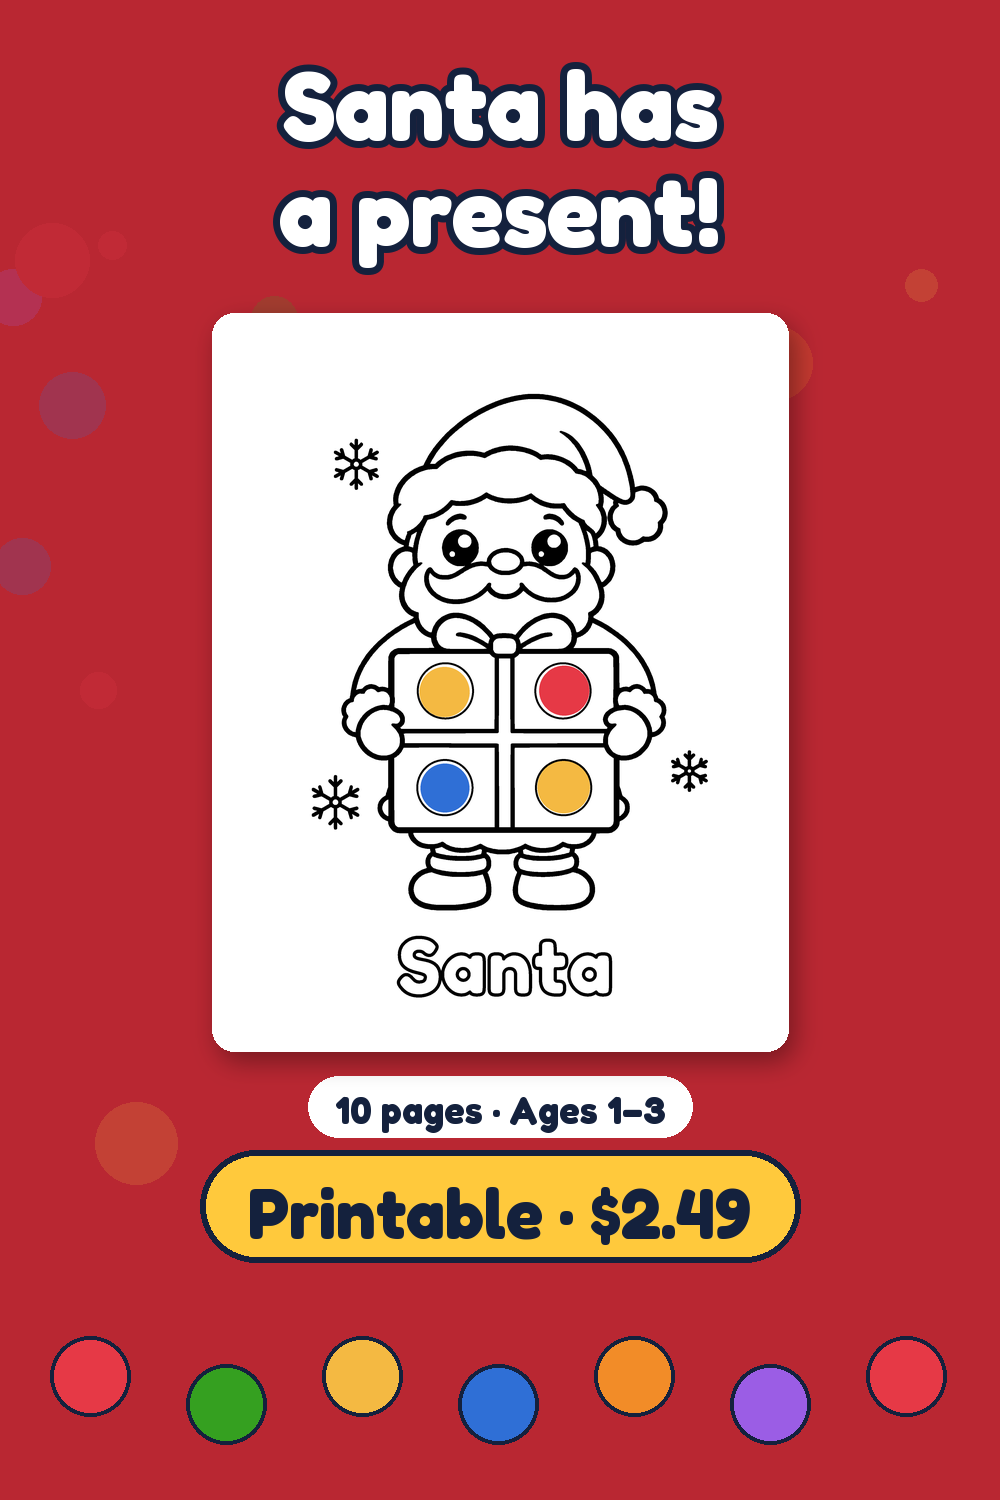 Santa has
a present!
Santa
10 pages · Ages 1–3
Printable · $2.49